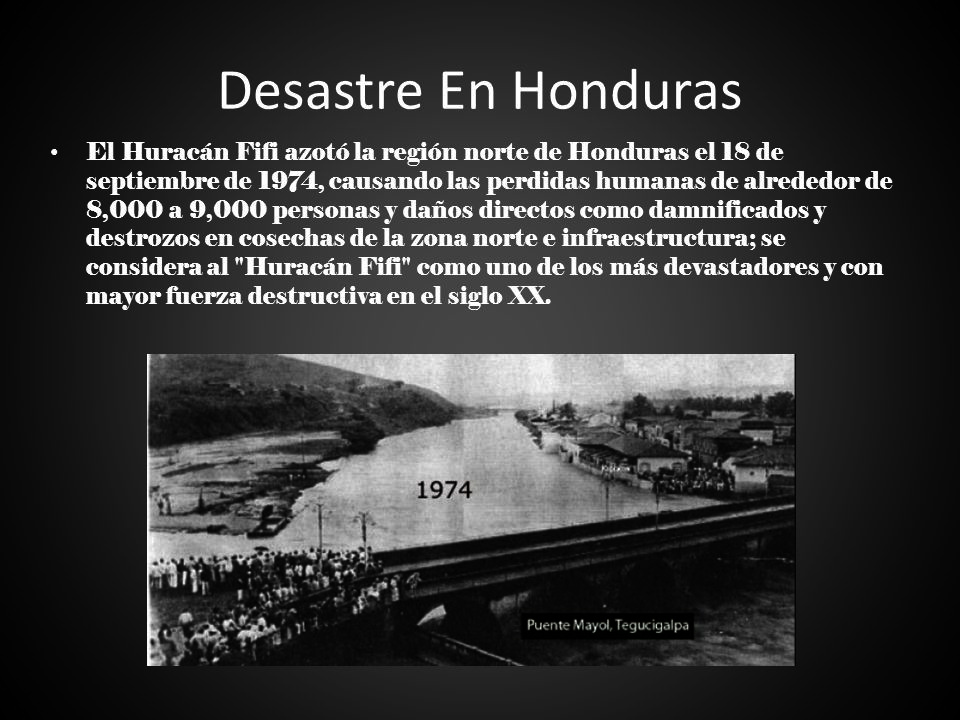 Desastre En Honduras
• El Huracán Fifi azotó la región norte de Honduras el 18 de
septiembre de 1974, causando las perdidas humanas de alrededor de
8,000 a 9,000 personas y daños directos como damnificados y
destrozos en cosechas de la zona norte e infraestructura; se
considera al "Huracán Fifi" como uno de los más devastadores y con
mayor fuerza destructiva en el siglo XX.
1974
Puente Mayol, Tegucigalpa